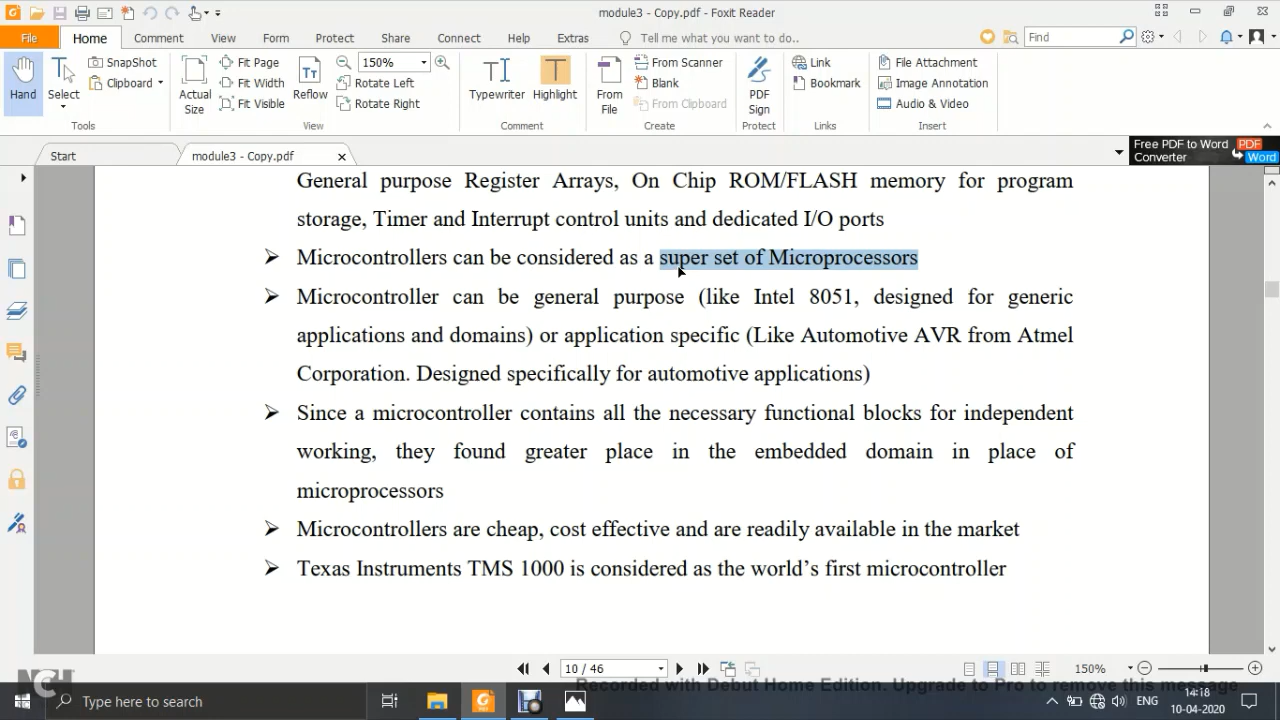 module3 - Copy.pdf - Foxit Reader
File Home Comment View Form Protect Share Connect Help Extras Tell me what you want to do.. Find
Hand
Select
SnapShot
Clipboard
Tools
Actual Size
Fit Page
Fit Width
Fit Visible
Reflow
150%
Rotate Left
Rotate Right
View
Typewriter
Highlight
Comment
From File
From Scanner
Blank
From Clipboard
Create
PDF Sign
Protect
Link
Bookmark
Links
File Attachment
Image Annotation
Audio & Video
Insert
Start
module3 - Copy.pdf
Free PDF to Word Converter
PDF
Word
General purpose Register Arrays, On Chip ROM/FLASH memory for program
storage, Timer and Interrupt control units and dedicated I/O ports
➢ Microcontrollers can be considered as a super set of Microprocessors
➢ Microcontroller can be general purpose (like Intel 8051, designed for generic
applications and domains) or application specific (Like Automotive AVR from Atmel
Corporation. Designed specifically for automotive applications)
➢ Since a microcontroller contains all the necessary functional blocks for independent
working, they found greater place in the embedded domain in place of
microprocessors
➢ Microcontrollers are cheap, cost effective and are readily available in the market
➢ Texas Instruments TMS 1000 is considered as the world's first microcontroller
10 / 46
150%
NCH
Recorded with Debut Home Edition. Upgrade to Pro to remove this message
Type here to search
ENG
14:18
10-04-2020